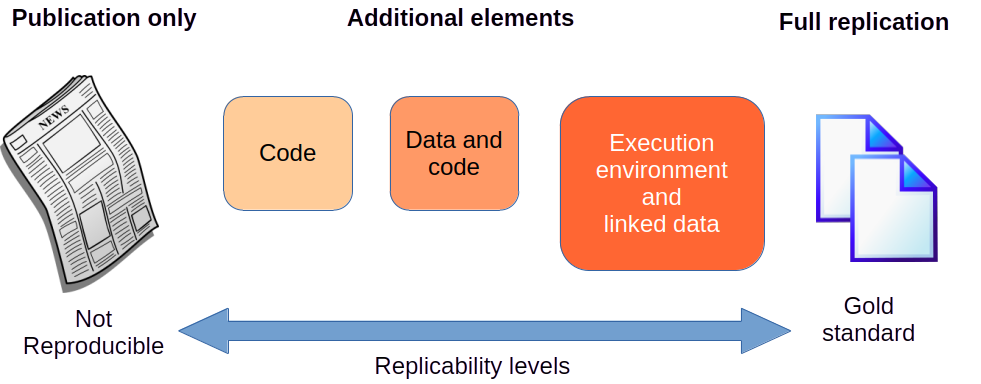 Publication only
Additional elements
Full replication
NEWS
Code
Data and
code
Execution
environment
and
linked data
Not
Reproducible
Gold
standard
Replicability levels